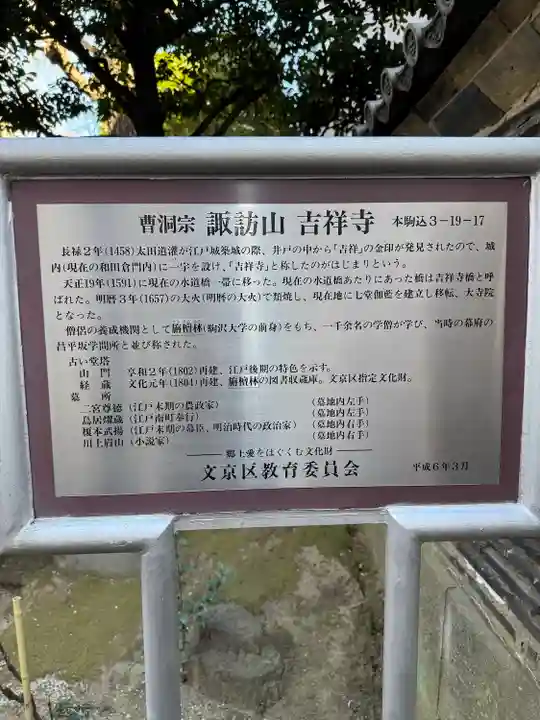 曹洞宗 諏訪山 吉祥寺 本駒込3-19-17
長禄2年(1458)太田道灌が江戸城築城の際、井戸の中から「吉祥」の金印が発見されたので、城
内(現在の和田倉門内)に一宇を設け、「吉祥寺」と称したのがはじまりという。
天正19年(1591)に現在の水道橋一帯に移った。現在の水道橋あたりにあった橋は吉祥寺橋と呼
ばれた。明暦3年(1657)の大火(明暦の大火)で類焼し、現在地に七堂伽藍を建立し移転、大寺院
となった。
僧侶の養成機関として旃檀林(駒沢大学の前身)をもち、一千余名の学僧が学び、当時の幕府の
昌平坂学問所と並び称された。
古い堂塔
山門 享和2年(1802)再建、江戸後期の特色を示す。
経蔵 文化元年(1804)再建、旃檀林の図書収蔵庫。文京区指定文化財。
墓所
二宮尊徳(江戸末期の農政家) (墓地内左手)
鳥居耀蔵(江戸南町奉行) (墓地内左手)
榎本武揚(江戸末期の幕臣、明治時代の政治家) (墓地内右手)
川上眉山(小説家) (墓地内右手)
郷土愛をはぐくむ文化財
文京区教育委員会 平成6年3月